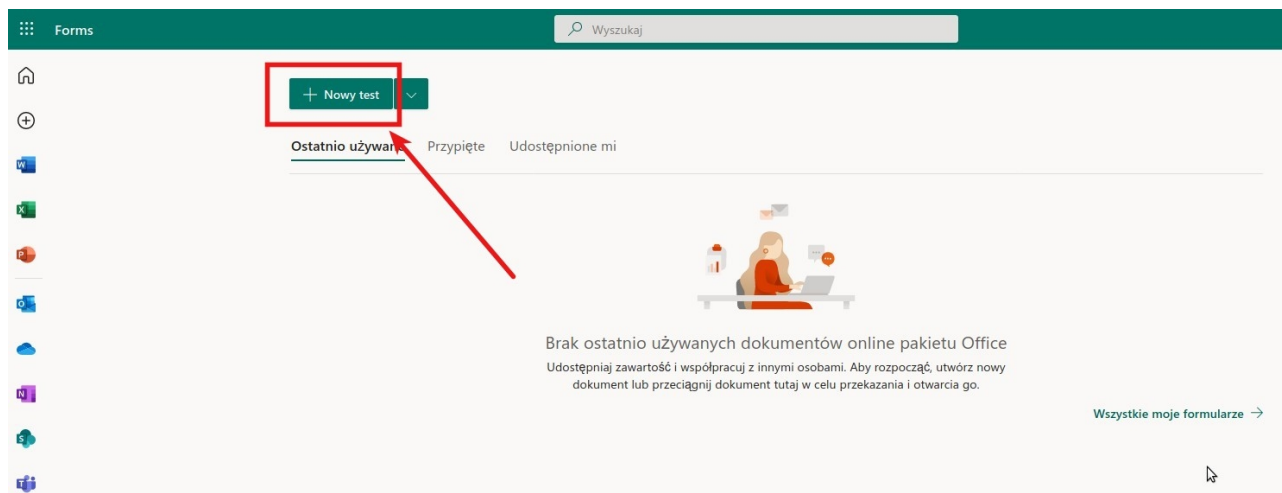 Forms
Wyszukaj
Nowy test
Ostatnio używane Przypięte Udostępnione mi
Brak ostatnio używanych dokumentów online pakietu Office
Udostępniaj zawartość i współpracuj z innymi osobami. Aby rozpocząć, utwórz nowy
dokument lub przeciągnij dokument tutaj w celu przekazania i otwarcia go.
Wszystkie moje formularze →